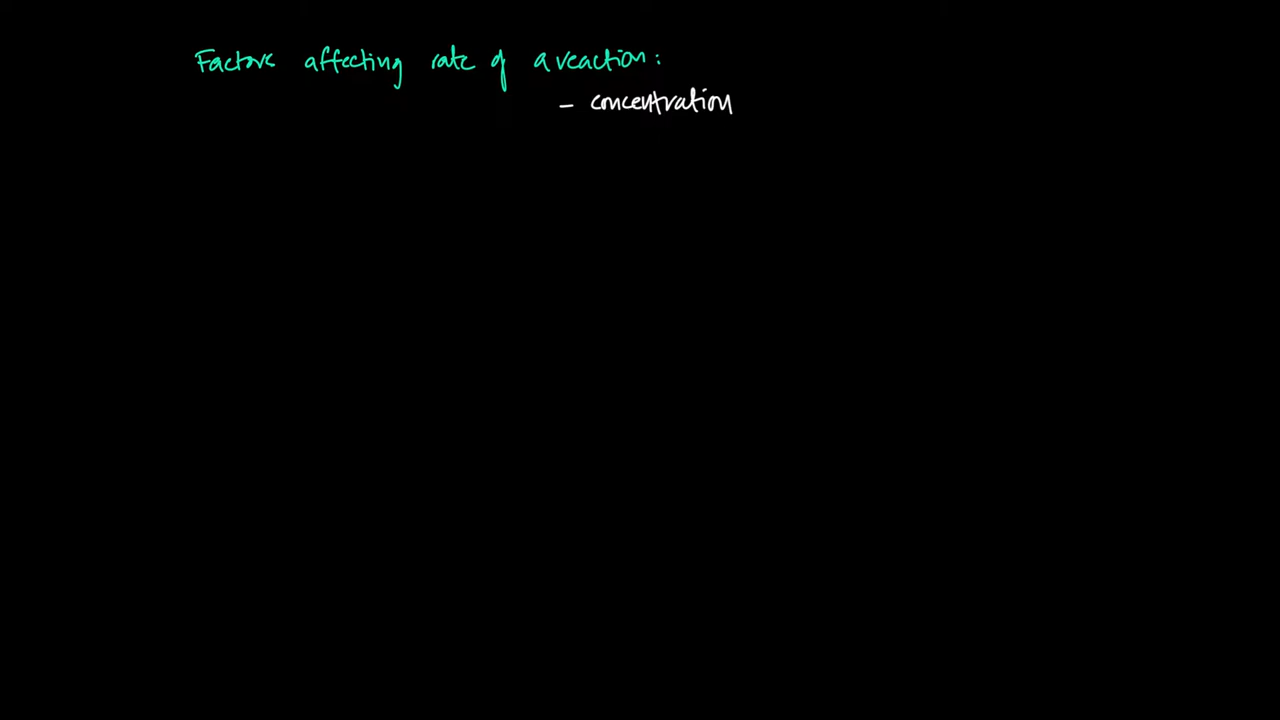 Factors affecting rate of a reaction:
- concentration